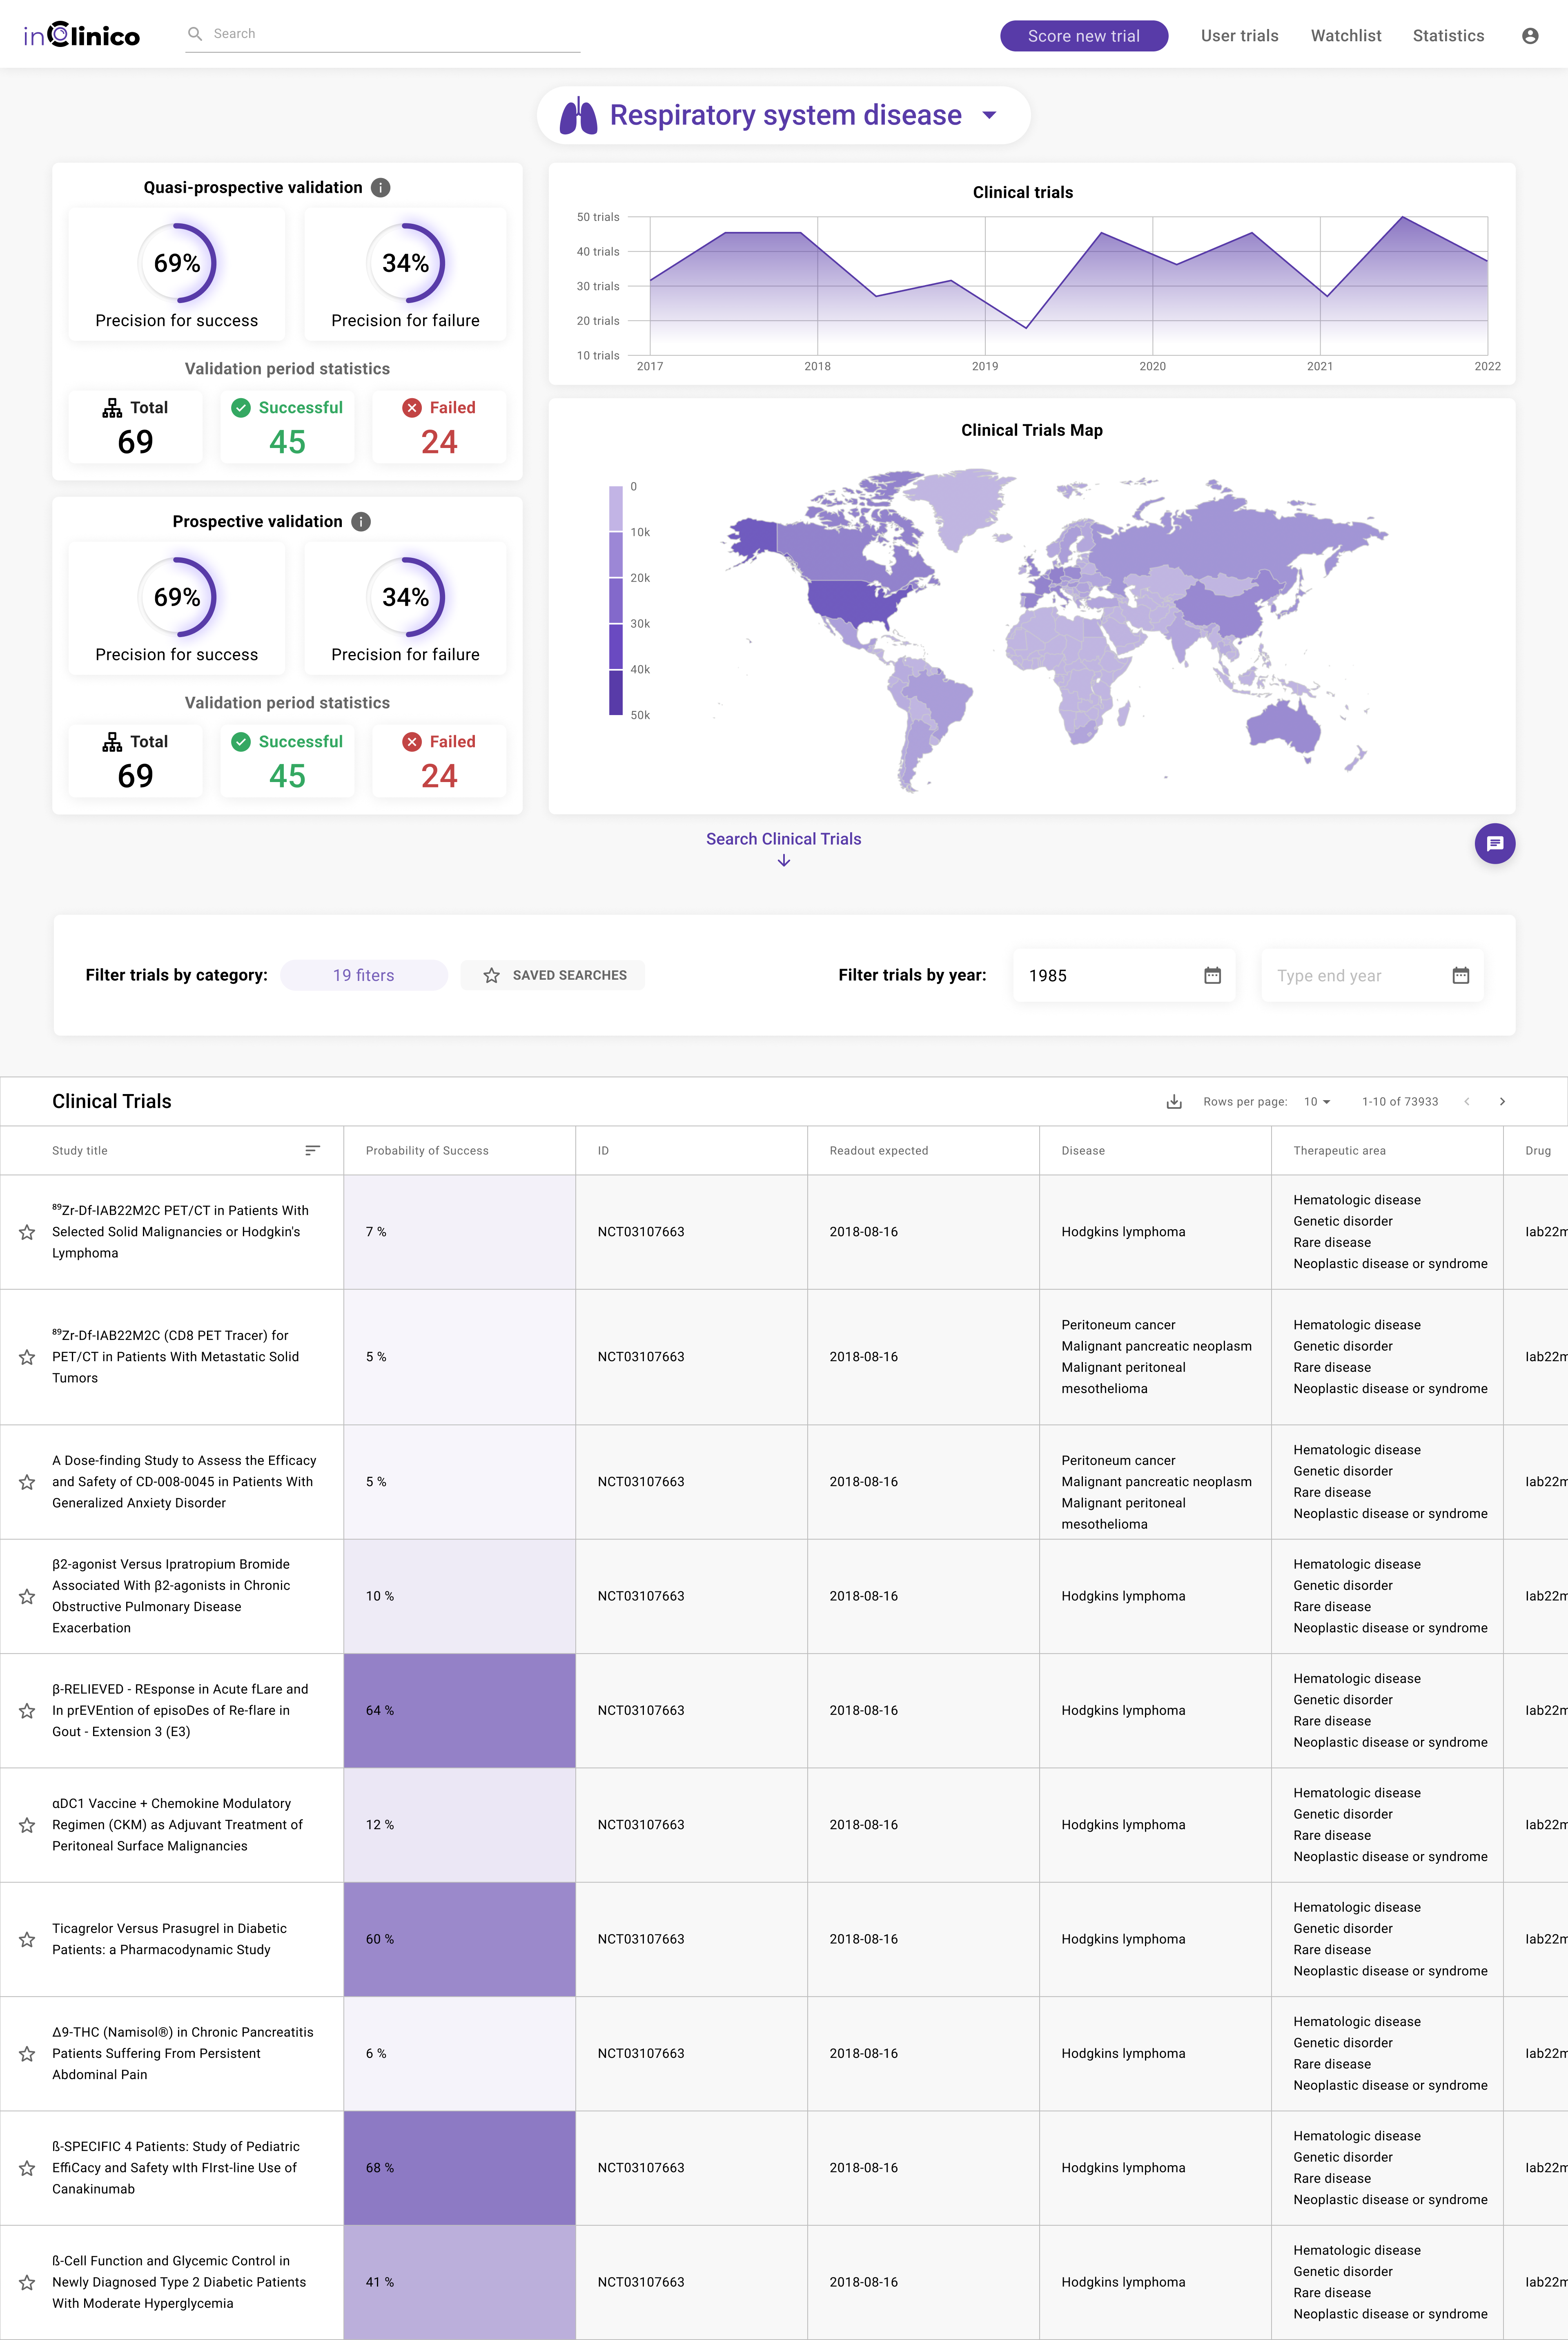 inClinico
Search
Score new trial
User trials
Watchlist
Statistics
Respiratory system disease
Quasi-prospective validation
69%
34%
Precision for success
Precision for failure
Validation period statistics
Total
Successful
Failed
69
45
24
Prospective validation
69%
34%
Precision for success
Precision for failure
Validation period statistics
Total
Successful
Failed
69
45
24
Clinical trials
50 trials
40 trials
30 trials
20 trials
10 trials
2017
2018
2019
2020
2021
2022
Clinical Trials Map
0
10k
20k
30k
40k
50k
Search Clinical Trials
Filter trials by category:
19 fiters
SAVED SEARCHES
Filter trials by year:
1985
Type end year
Clinical Trials
Rows per page:
10
1-10 of 73933
Study title
Probability of Success
ID
Readout expected
Disease
Therapeutic area
Drug
⁸⁹Zr-Df-IAB22M2C PET/CT in Patients With
Selected Solid Malignancies or Hodgkin's
Lymphoma
7 %
NCT03107663
2018-08-16
Hodgkins lymphoma
Hematologic disease
Genetic disorder
Rare disease
Neoplastic disease or syndrome
Iab22m
⁸⁹Zr-Df-IAB22M2C (CD8 PET Tracer) for
PET/CT in Patients With Metastatic Solid
Tumors
5 %
NCT03107663
2018-08-16
Peritoneum cancer
Malignant pancreatic neoplasm
Malignant peritoneal
mesothelioma
Hematologic disease
Genetic disorder
Rare disease
Neoplastic disease or syndrome
Iab22m
A Dose-finding Study to Assess the Efficacy
and Safety of CD-008-0045 in Patients With
Generalized Anxiety Disorder
5 %
NCT03107663
2018-08-16
Peritoneum cancer
Malignant pancreatic neoplasm
Malignant peritoneal
mesothelioma
Hematologic disease
Genetic disorder
Rare disease
Neoplastic disease or syndrome
Iab22m
β2-agonist Versus Ipratropium Bromide
Associated With β2-agonists in Chronic
Obstructive Pulmonary Disease
Exacerbation
10 %
NCT03107663
2018-08-16
Hodgkins lymphoma
Hematologic disease
Genetic disorder
Rare disease
Neoplastic disease or syndrome
Iab22m
β-RELIEVED - REsponse in Acute fLare and
In prEVEntion of episoDes of Re-flare in
Gout - Extension 3 (E3)
64 %
NCT03107663
2018-08-16
Hodgkins lymphoma
Hematologic disease
Genetic disorder
Rare disease
Neoplastic disease or syndrome
Iab22m
αDC1 Vaccine + Chemokine Modulatory
Regimen (CKM) as Adjuvant Treatment of
Peritoneal Surface Malignancies
12 %
NCT03107663
2018-08-16
Hodgkins lymphoma
Hematologic disease
Genetic disorder
Rare disease
Neoplastic disease or syndrome
Iab22m
Ticagrelor Versus Prasugrel in Diabetic
Patients: a Pharmacodynamic Study
60 %
NCT03107663
2018-08-16
Hodgkins lymphoma
Hematologic disease
Genetic disorder
Rare disease
Neoplastic disease or syndrome
Iab22m
Δ9-THC (Namisol®) in Chronic Pancreatitis
Patients Suffering From Persistent
Abdominal Pain
6 %
NCT03107663
2018-08-16
Hodgkins lymphoma
Hematologic disease
Genetic disorder
Rare disease
Neoplastic disease or syndrome
Iab22m
ß-SPECIFIC 4 Patients: Study of Pediatric
EffiCacy and Safety wIth FIrst-line Use of
Canakinumab
68 %
NCT03107663
2018-08-16
Hodgkins lymphoma
Hematologic disease
Genetic disorder
Rare disease
Neoplastic disease or syndrome
Iab22m
ß-Cell Function and Glycemic Control in
Newly Diagnosed Type 2 Diabetic Patients
With Moderate Hyperglycemia
41 %
NCT03107663
2018-08-16
Hodgkins lymphoma
Hematologic disease
Genetic disorder
Rare disease
Neoplastic disease or syndrome
Iab22m